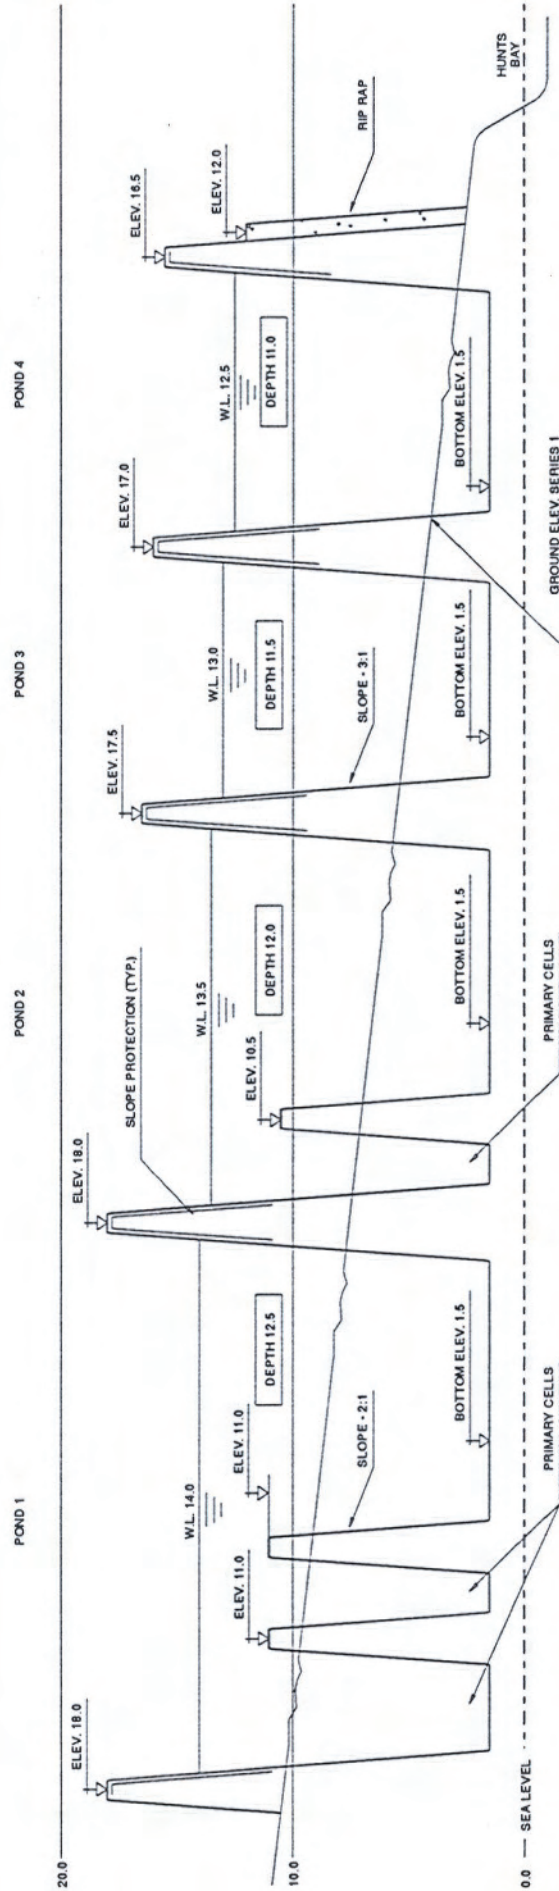 POND 1
POND 2
POND 3
POND 4
20.0
10.0
0.0
SEA LEVEL
ELEV. 18.0
W.L. 14.0
ELEV. 11.0
ELEV. 11.0
DEPTH 12.5
SLOPE - 2:1
BOTTOM ELEV. 1.5
PRIMARY CELLS
ELEV. 18.0
SLOPE PROTECTION (TYP.)
W.L. 13.5
ELEV. 10.5
DEPTH 12.0
BOTTOM ELEV. 1.5
PRIMARY CELLS
ELEV. 17.5
W.L. 13.0
DEPTH 11.5
SLOPE - 3:1
BOTTOM ELEV. 1.5
ELEV. 17.0
W.L. 12.5
DEPTH 11.0
BOTTOM ELEV. 1.5
GROUND ELEV. SERIES 1
ELEV. 16.5
ELEV. 12.0
RIP RAP
HUNTS
BAY